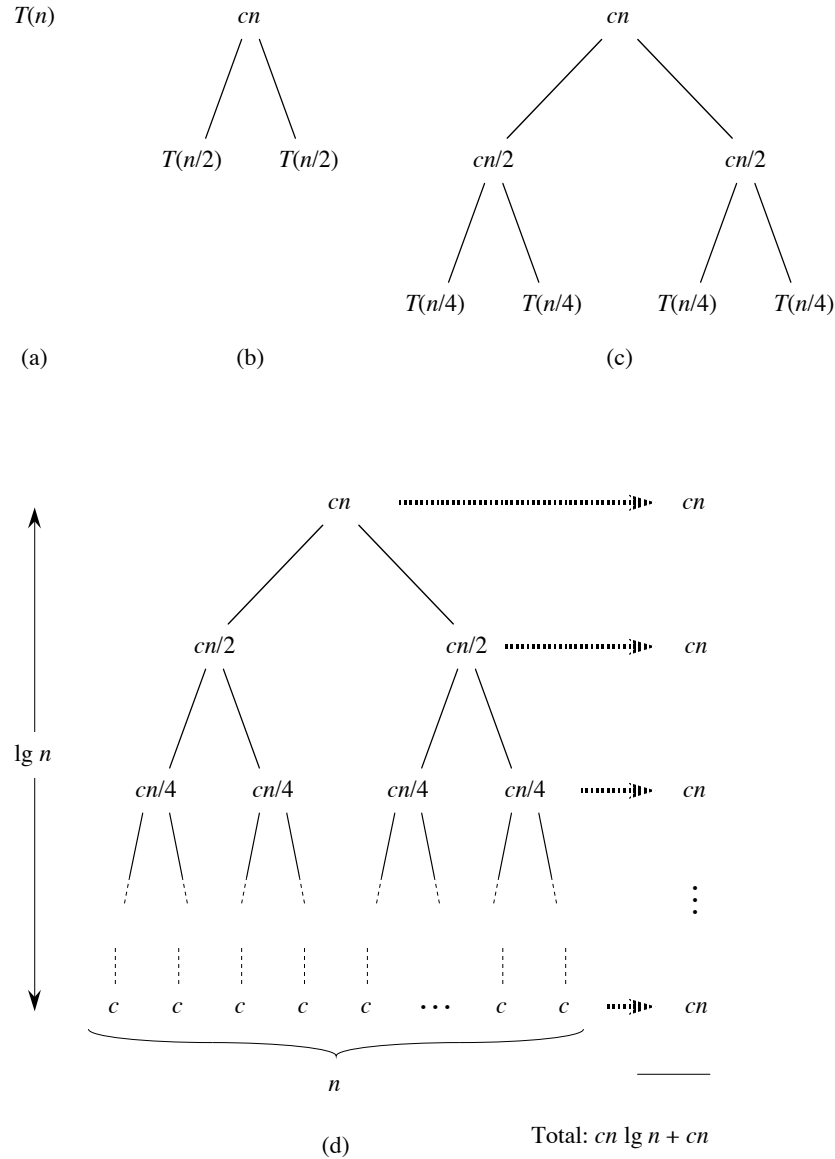 T(n) cn cn
T(n/2) T(n/2) cn/2 cn/2
T(n/4) T(n/4) T(n/4) T(n/4)
(a) (b) (c)
cn cn
cn/2 cn/2 cn
lg n
cn/4 cn/4 cn/4 cn/4 cn
c c c c c … c c cn
n
(d) Total: cn lg n + cn